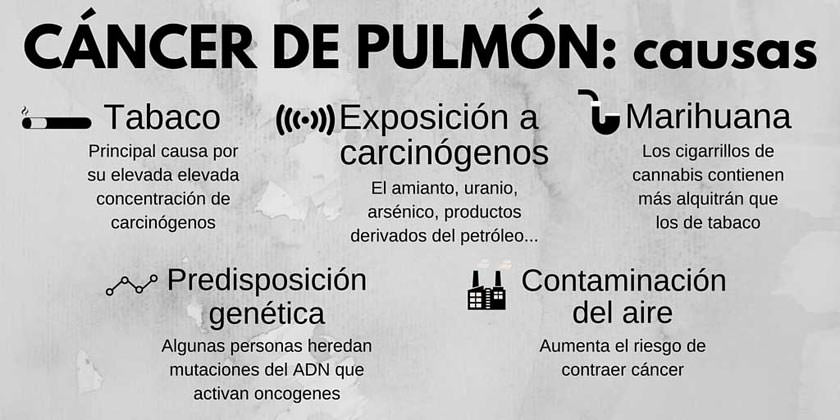 CÁNCER DE PULMÓN: causas
Tabaco
Principal causa por
su elevada elevada
concentración de
carcinógenos
Exposición a
carcinógenos
El amianto, uranio,
arsénico, productos
derivados del petróleo...
Marihuana
Los cigarrillos de
cannabis contienen
más alquitrán que
los de tabaco
Predisposición
genética
Algunas personas heredan
mutaciones del ADN que
activan oncogenes
Contaminación
del aire
Aumenta el riesgo de
contraer cáncer